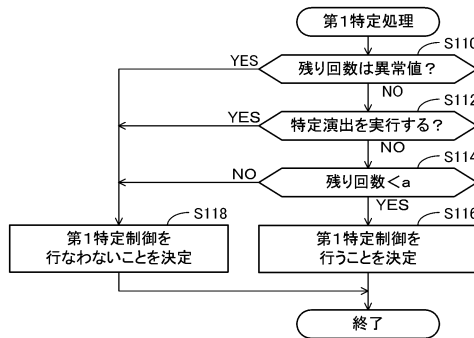 第1特定処理
S110
残り回数は異常値?
YES
NO
S112
特定演出を実行する?
YES
NO
S114
残り回数<a
NO
YES
S118
第1特定制御を
行なわないことを決定
S116
第1特定制御を
行うことを決定
終了